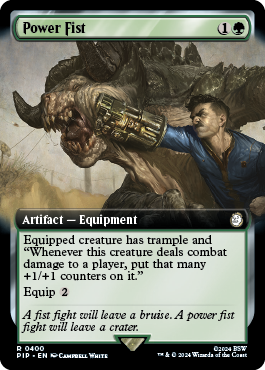 Power Fist 1
Artifact — Equipment
Equipped creature has trample and
“Whenever this creature deals combat
damage to a player, put that many
+1/+1 counters on it.”
Equip 2
A fist fight will leave a bruise. A power fist
fight will leave a crater.
R 0400
PIP • EN Campbell White
©2024 BSW
™ & © 2024 Wizards of the Coast